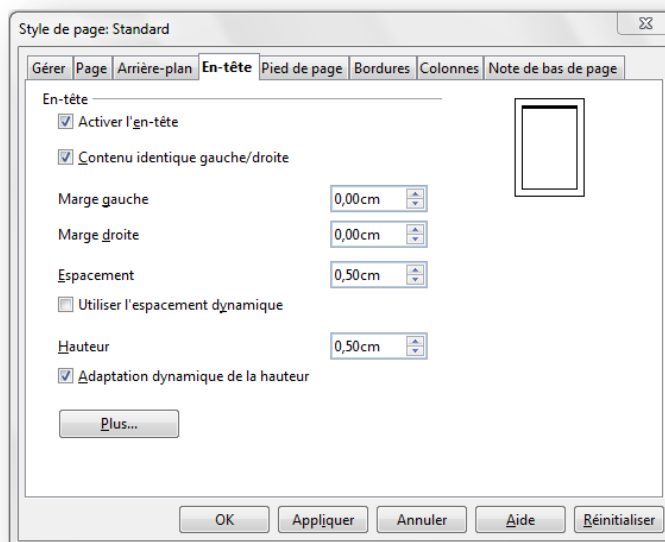 Style de page: Standard
Gérer Page Arrière-plan En-tête Pied de page Bordures Colonnes Note de bas de page
En-tête
Activer l'en-tête
Contenu identique gauche/droite
Marge gauche 0,00cm
Marge droite 0,00cm
Espacement 0,50cm
Utiliser l'espacement dynamique
Hauteur 0,50cm
Adaptation dynamique de la hauteur
Plus...
OK Appliquer Annuler Aide Réinitialiser